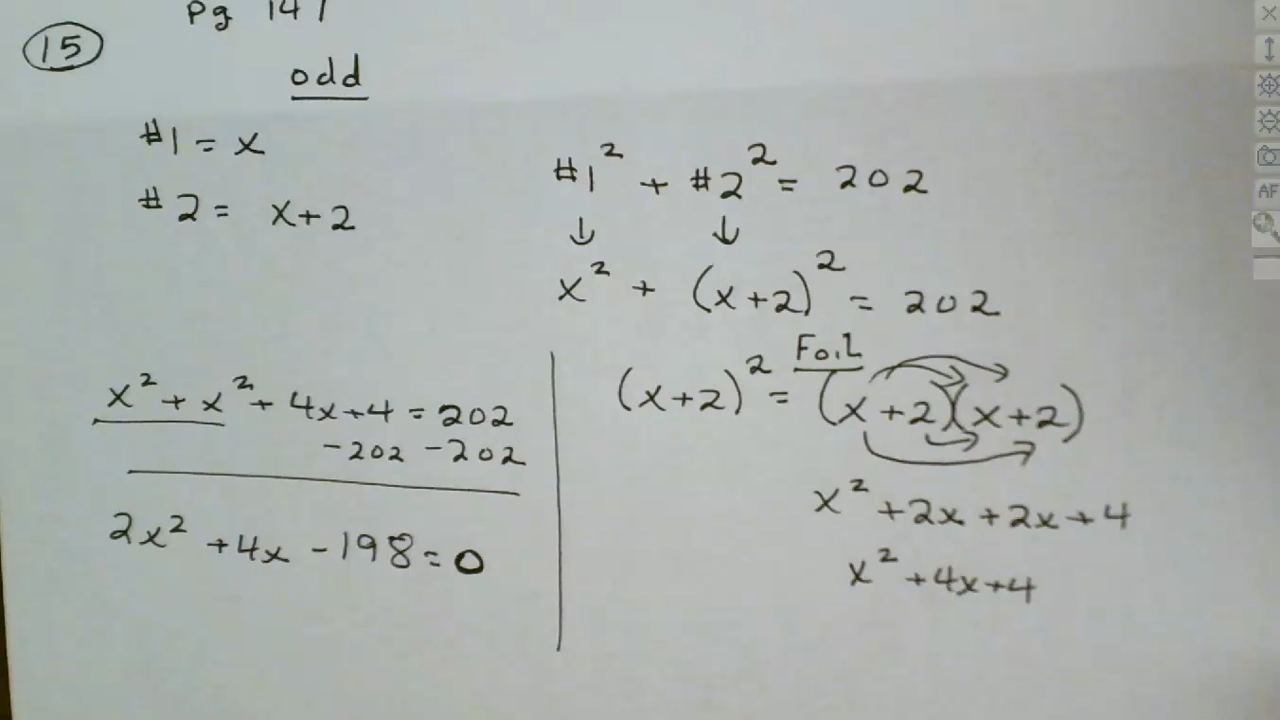 pg 141
15
odd
#1 = x
#2 = x+2
#1² + #2² = 202
↓ ↓
x² + (x+2)² = 202
FoiL
(x+2)² = (x+2)(x+2)
x² +2x +2x +4
x² +4x+4
x² + x² + 4x+4 = 202
-202 -202
2x² +4x -198 = 0
AF